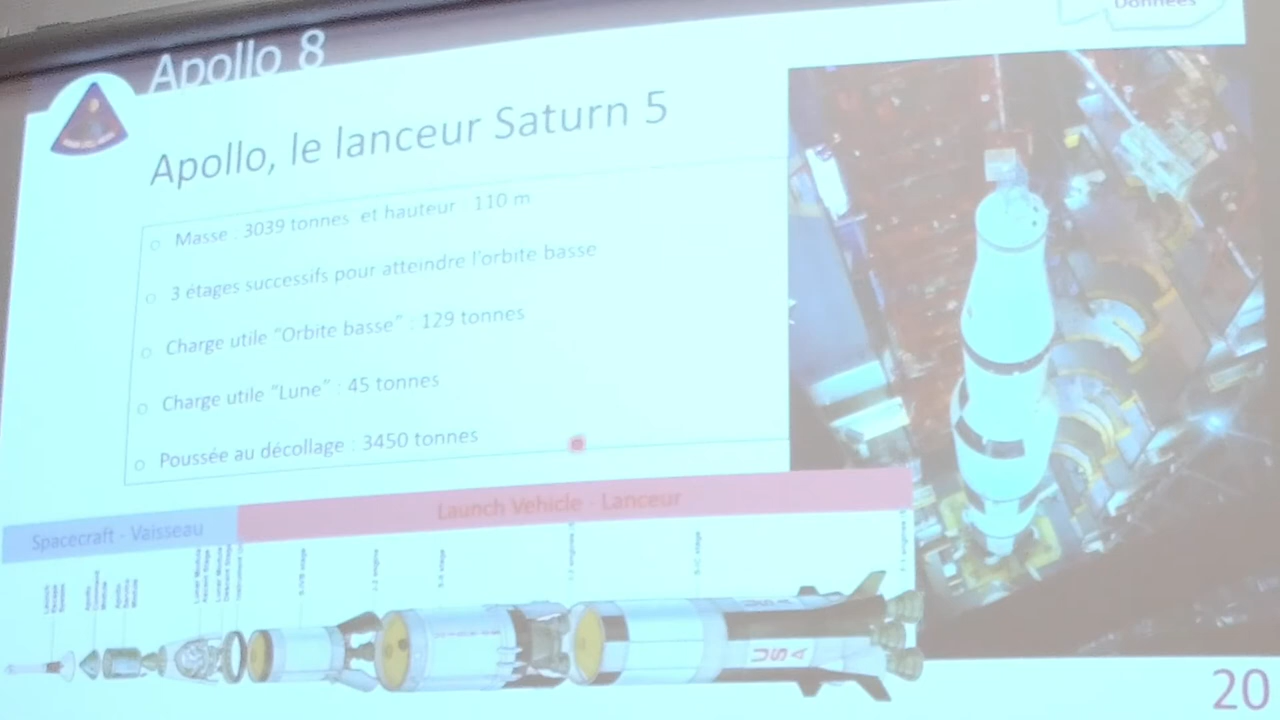 Données
Apollo 8
Apollo, le lanceur Saturn 5
Masse : 3039 tonnes et hauteur : 110 m
3 étages successifs pour atteindre l'orbite basse
Charge utile "Orbite basse" : 129 tonnes
Charge utile "Lune" : 45 tonnes
Poussée au décollage : 3450 tonnes
Spacecraft - Vaisseau
Launch Vehicle - Lanceur
USA
20